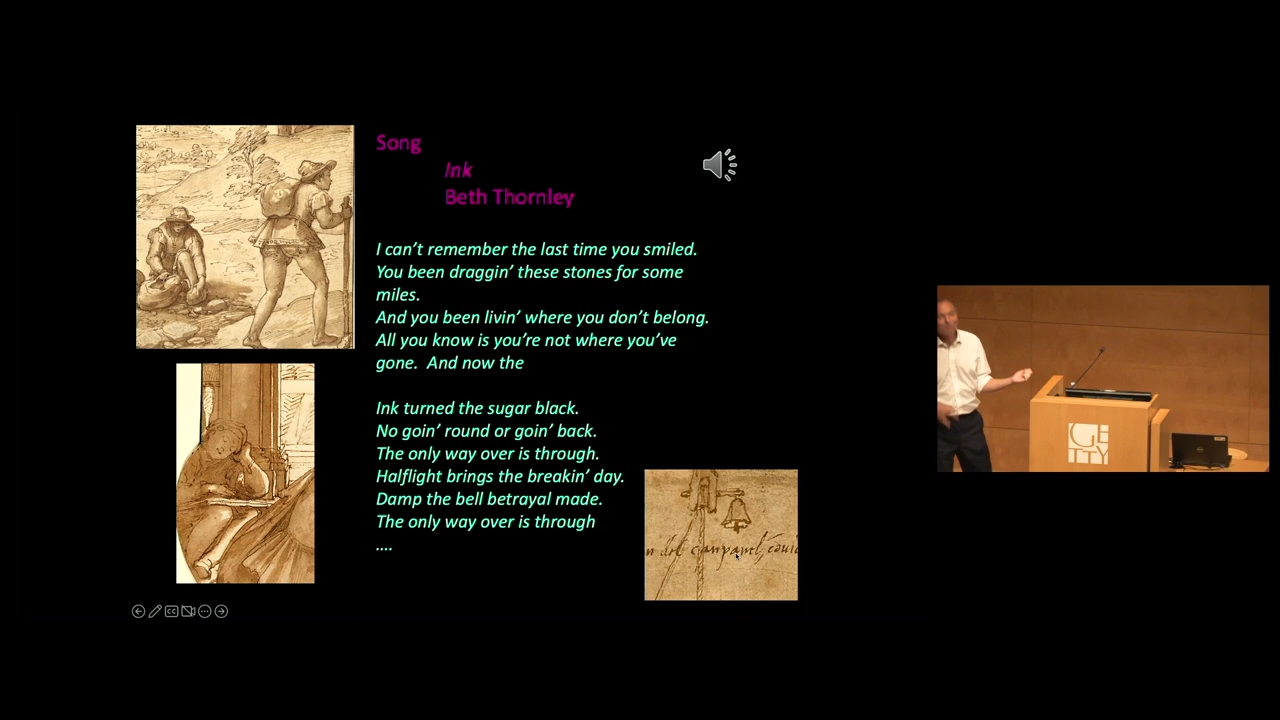 Song
Ink
Beth Thornley
I can’t remember the last time you smiled.
You been draggin’ these stones for some
miles.
And you been livin’ where you don’t belong.
All you know is you’re not where you’ve
gone.  And now the
Ink turned the sugar black.
No goin’ round or goin’ back.
The only way over is through.
Halflight brings the breakin’ day.
Damp the bell betrayal made.
The only way over is through
....
CC
GE
TTY